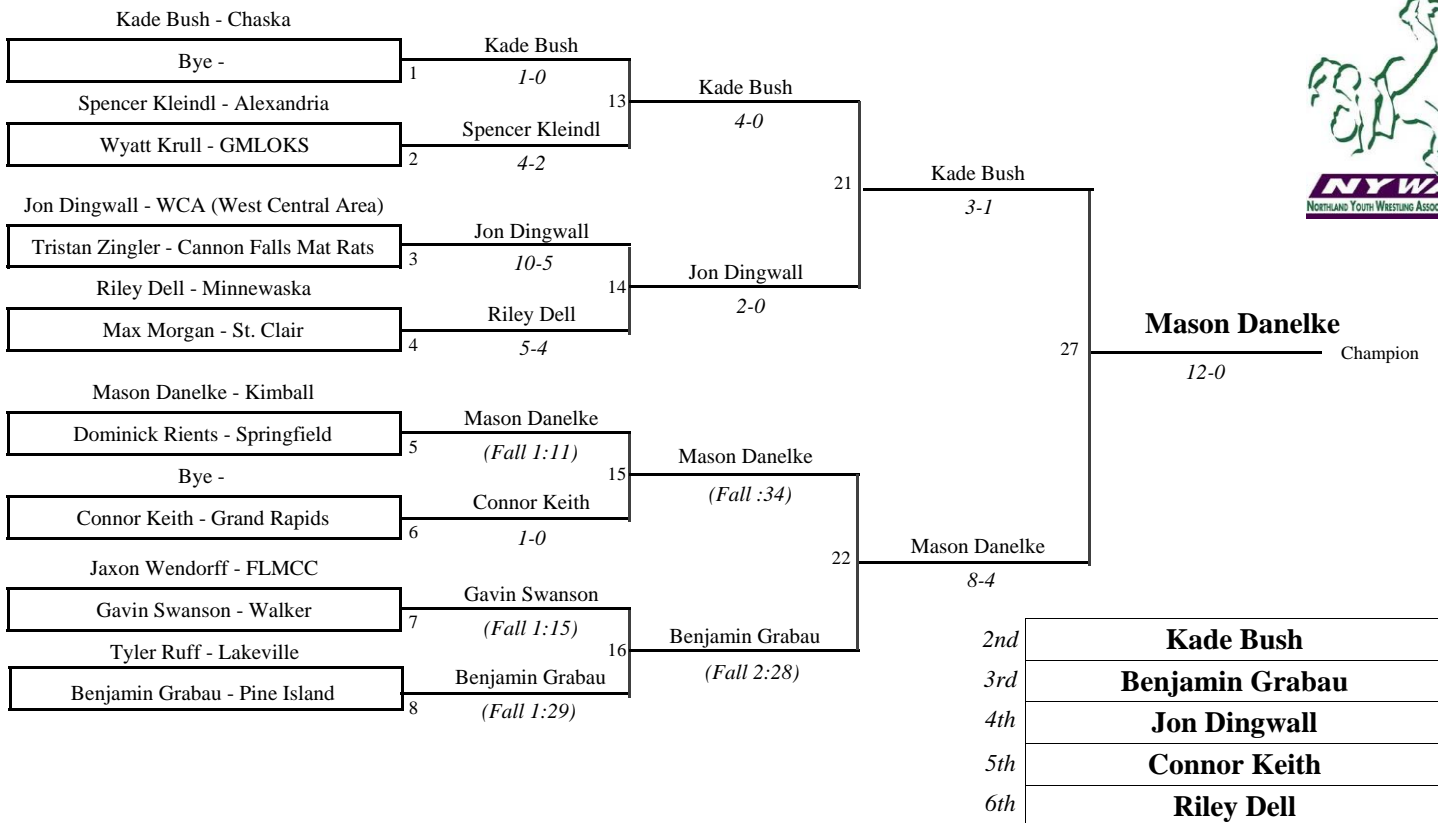 Kade Bush - Chaska
Bye -
1
Kade Bush
1-0
Spencer Kleindl - Alexandria
Wyatt Krull - GMLOKS
2
Spencer Kleindl
4-2
13
Kade Bush
4-0
Jon Dingwall - WCA (West Central Area)
Tristan Zingler - Cannon Falls Mat Rats
3
Jon Dingwall
10-5
Riley Dell - Minnewaska
Max Morgan - St. Clair
4
Riley Dell
5-4
14
Jon Dingwall
2-0
21
Kade Bush
3-1
Mason Danelke - Kimball
Dominick Rients - Springfield
5
Mason Danelke
(Fall 1:11)
Bye -
Connor Keith - Grand Rapids
6
Connor Keith
1-0
15
Mason Danelke
(Fall :34)
Jaxon Wendorff - FLMCC
Gavin Swanson - Walker
7
Gavin Swanson
(Fall 1:15)
Tyler Ruff - Lakeville
Benjamin Grabau - Pine Island
8
Benjamin Grabau
(Fall 1:29)
16
Benjamin Grabau
(Fall 2:28)
22
Mason Danelke
8-4
27
Mason Danelke
Champion
12-0
NORTHLAND YOUTH WRESTLING
2nd Kade Bush
3rd Benjamin Grabau
4th Jon Dingwall
5th Connor Keith
6th Riley Dell